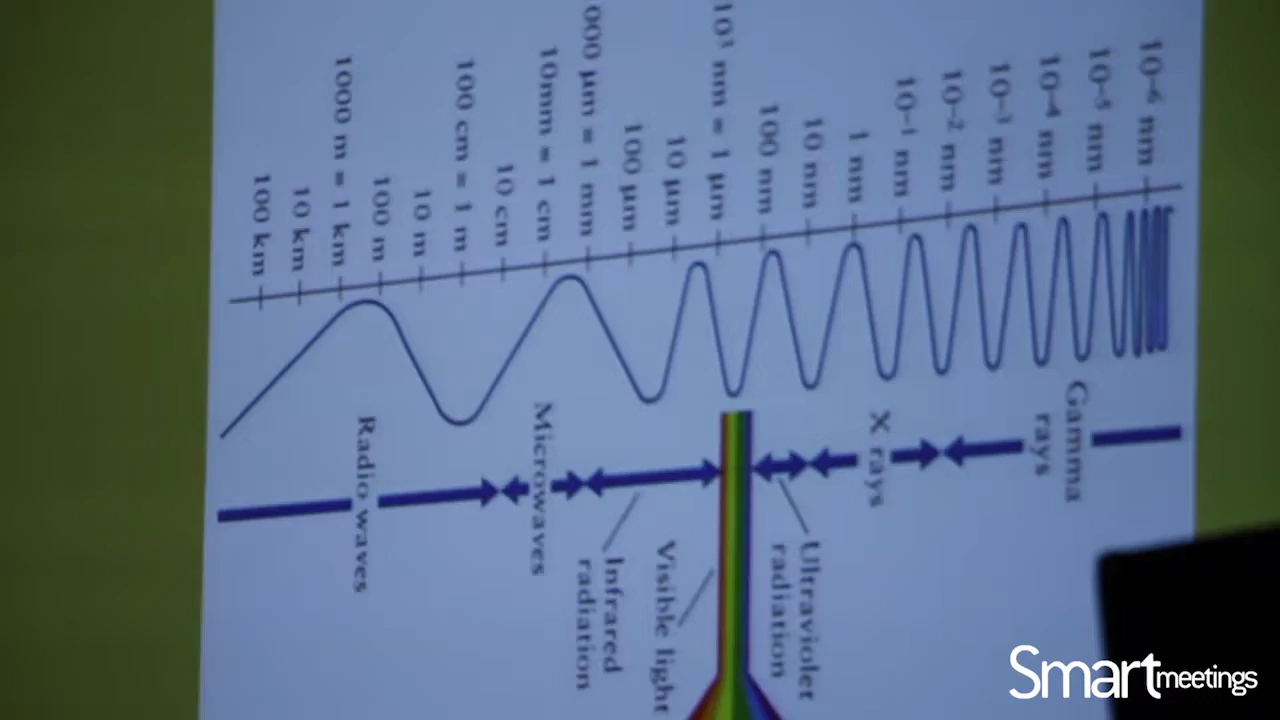 10⁻⁶ nm
10⁻⁵ nm
10⁻⁴ nm
10⁻³ nm
10⁻² nm
10⁻¹ nm
1 nm
10 nm
100 nm
10³ nm = 1 µm
10 µm
100 µm
000 µm = 1 mm
10mm = 1 cm
10 cm
100 cm = 1 m
10 m
100 m
1000 m = 1 km
10 km
100 km
Gamma
rays
X rays
Ultraviolet
radiation
Visible light
Infrared
radiation
Microwaves
Radio waves
Smartmeetings